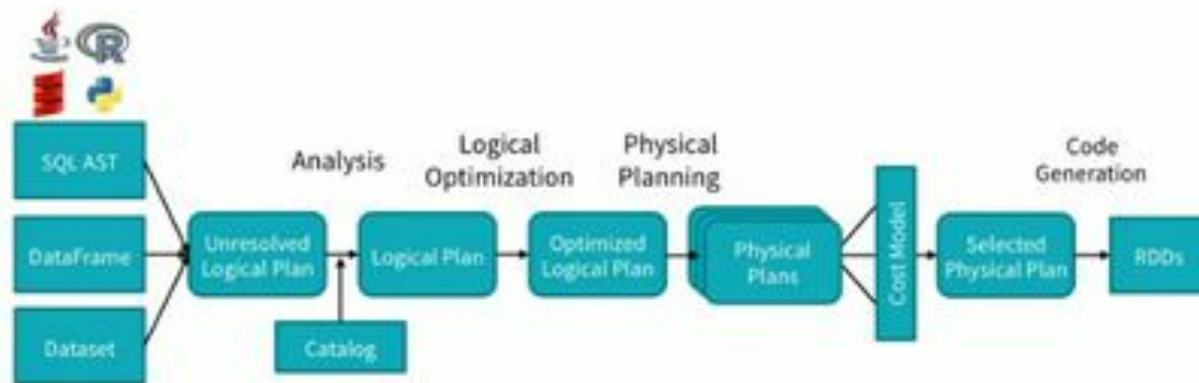 R
SQL AST
DataFrame
Dataset
Unresolved
Logical Plan
Analysis
Catalog
Logical Plan
Logical
Optimization
Optimized
Logical Plan
Physical
Planning
Physical
Plans
Cost Model
Selected
Physical Plan
Code
Generation
RDDs